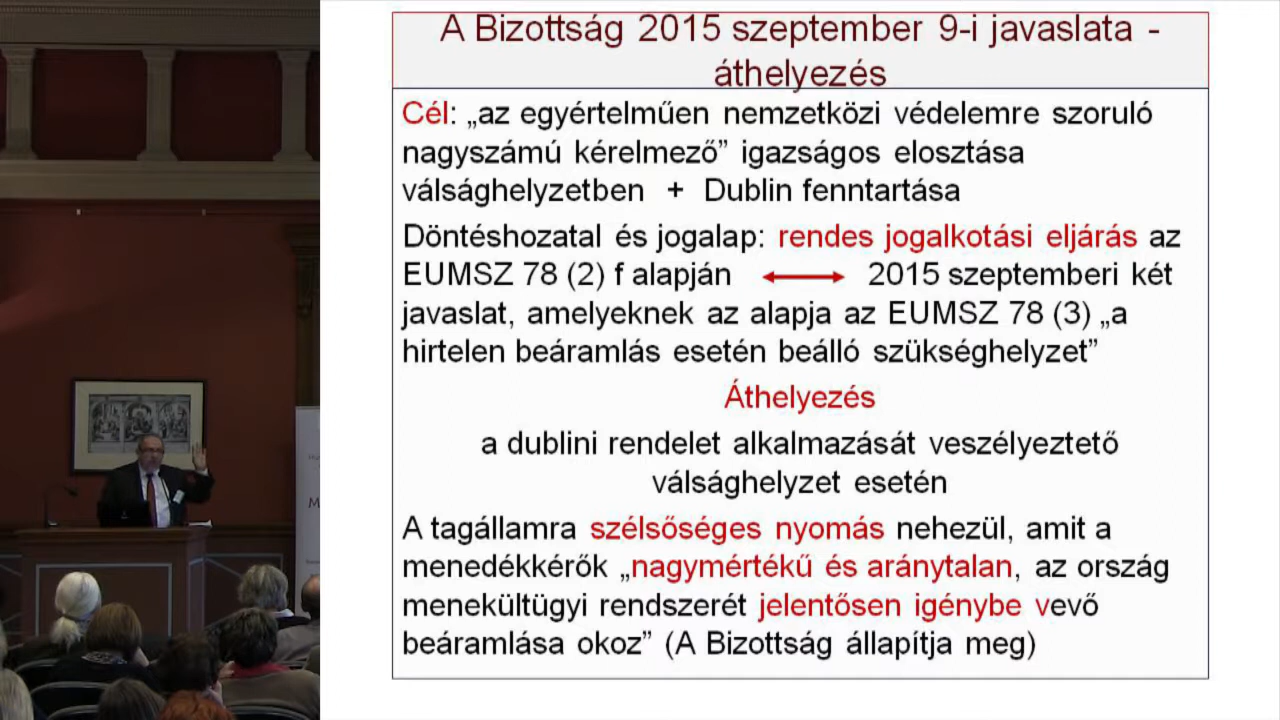 A Bizottság 2015 szeptember 9-i javaslata -
áthelyezés
Cél: „az egyértelműen nemzetközi védelemre szoruló
nagyszámú kérelmező” igazságos elosztása
válsághelyzetben + Dublin fenntartása
Döntéshozatal és jogalap: rendes jogalkotási eljárás az
EUMSZ 78 (2) f alapján ↔ 2015 szeptemberi két
javaslat, amelyeknek az alapja az EUMSZ 78 (3) „a
hirtelen beáramlás esetén beálló szükséghelyzet”
Áthelyezés
a dublini rendelet alkalmazását veszélyeztető
válsághelyzet esetén
A tagállamra szélsőséges nyomás nehezül, amit a
menedékkérők „nagymértékű és aránytalan, az ország
menekültügyi rendszerét jelentősen igénybe vevő
beáramlása okoz” (A Bizottság állapítja meg)